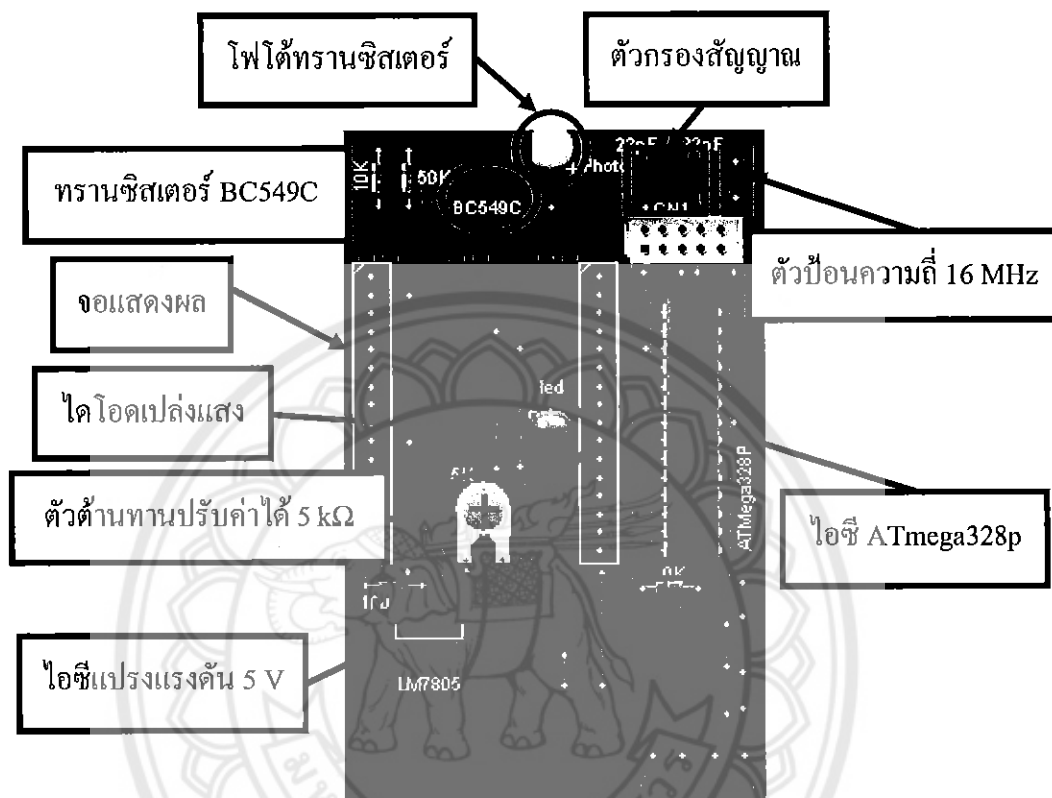 โฟโต้ทรานซิสเตอร์
ตัวกรองสัญญาณ
ทรานซิสเตอร์ BC549C
10K
50K
BC549C
Photo
22pF
22pF
CN1
ตัวป้อนความถี่ 16 MHz
จอแสดงผล
ไดโอดเปล่งแสง
led
ตัวต้านทานปรับค่าได้ 5 kΩ
ATMega328P
ไอซี ATmega328p
ไอซีแปรงแรงดัน 5 V
LM7805